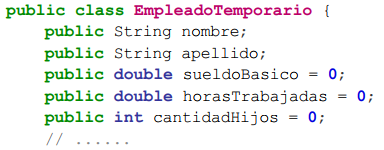 public class EmpleadoTemporario {
    public String nombre;
    public String apellido;
    public double sueldoBasico = 0;
    public double horasTrabajadas = 0;
    public int cantidadHijos = 0;
    // ......